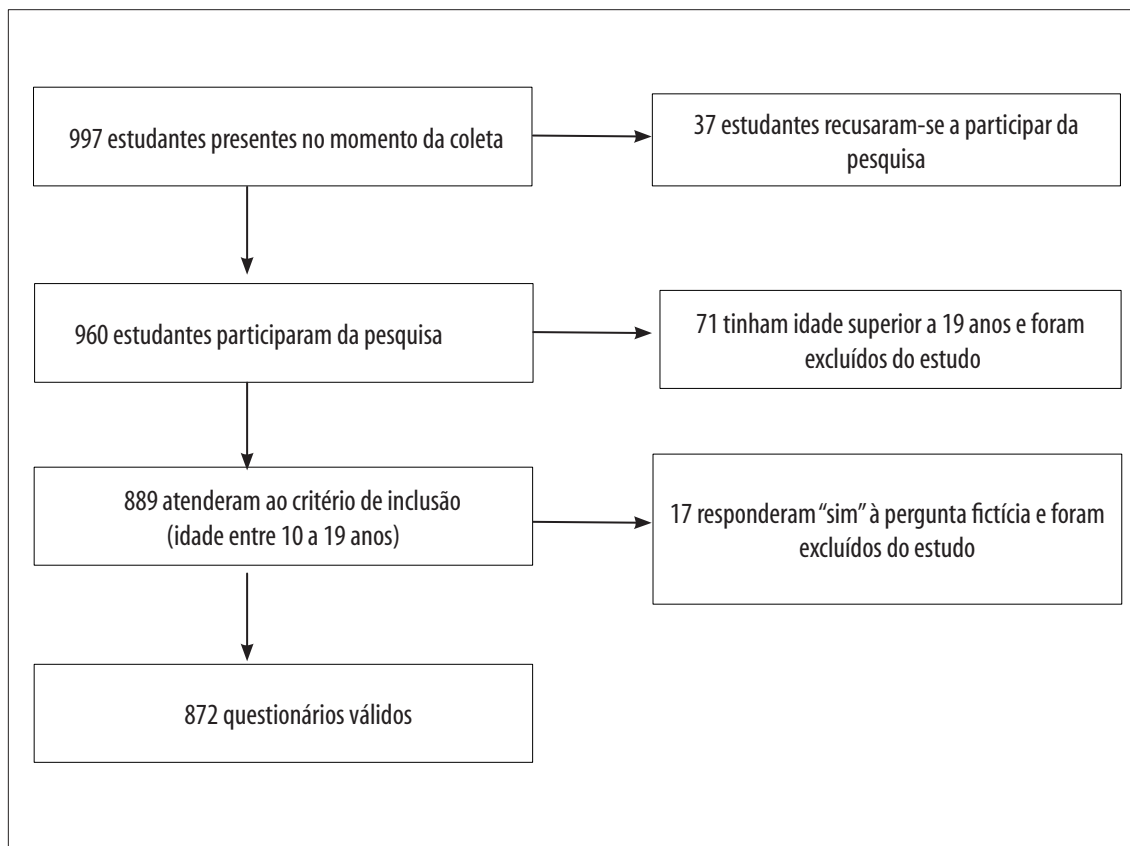 997 estudantes presentes no momento da coleta
37 estudantes recusaram-se a participar da
pesquisa
960 estudantes participaram da pesquisa
71 tinham idade superior a 19 anos e foram
excluídos do estudo
889 atenderam ao critério de inclusão
(idade entre 10 a 19 anos)
17 responderam “sim” à pergunta fictícia e foram
excluídos do estudo
872 questionários válidos